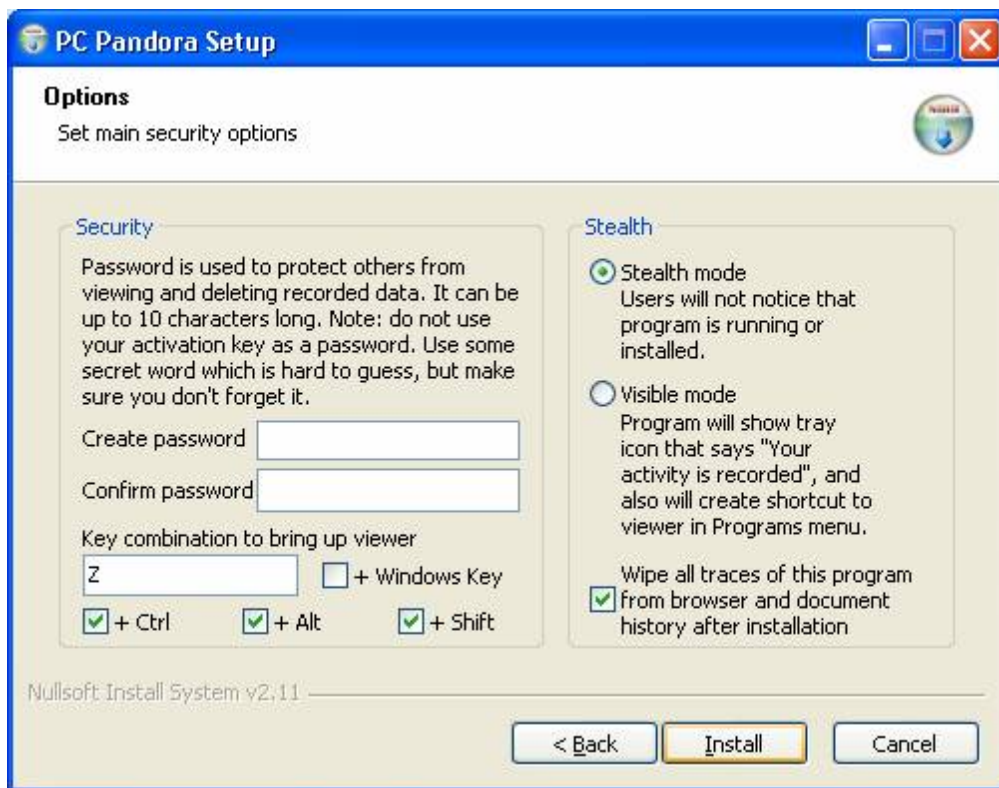 PC Pandora Setup
Options
Set main security options
Security
Password is used to protect others from
viewing and deleting recorded data. It can be
up to 10 characters long. Note: do not use
your activation key as a password. Use some
secret word which is hard to guess, but make
sure you don't forget it.
Create password
Confirm password
Key combination to bring up viewer
Z
+ Windows Key
+ Ctrl
+ Alt
+ Shift
Stealth
Stealth mode
Users will not notice that
program is running or
installed.
Visible mode
Program will show tray
icon that says "Your
activity is recorded", and
also will create shortcut to
viewer in Programs menu.
Wipe all traces of this program
from browser and document
history after installation
Nullsoft Install System v2.11
< Back
Install
Cancel